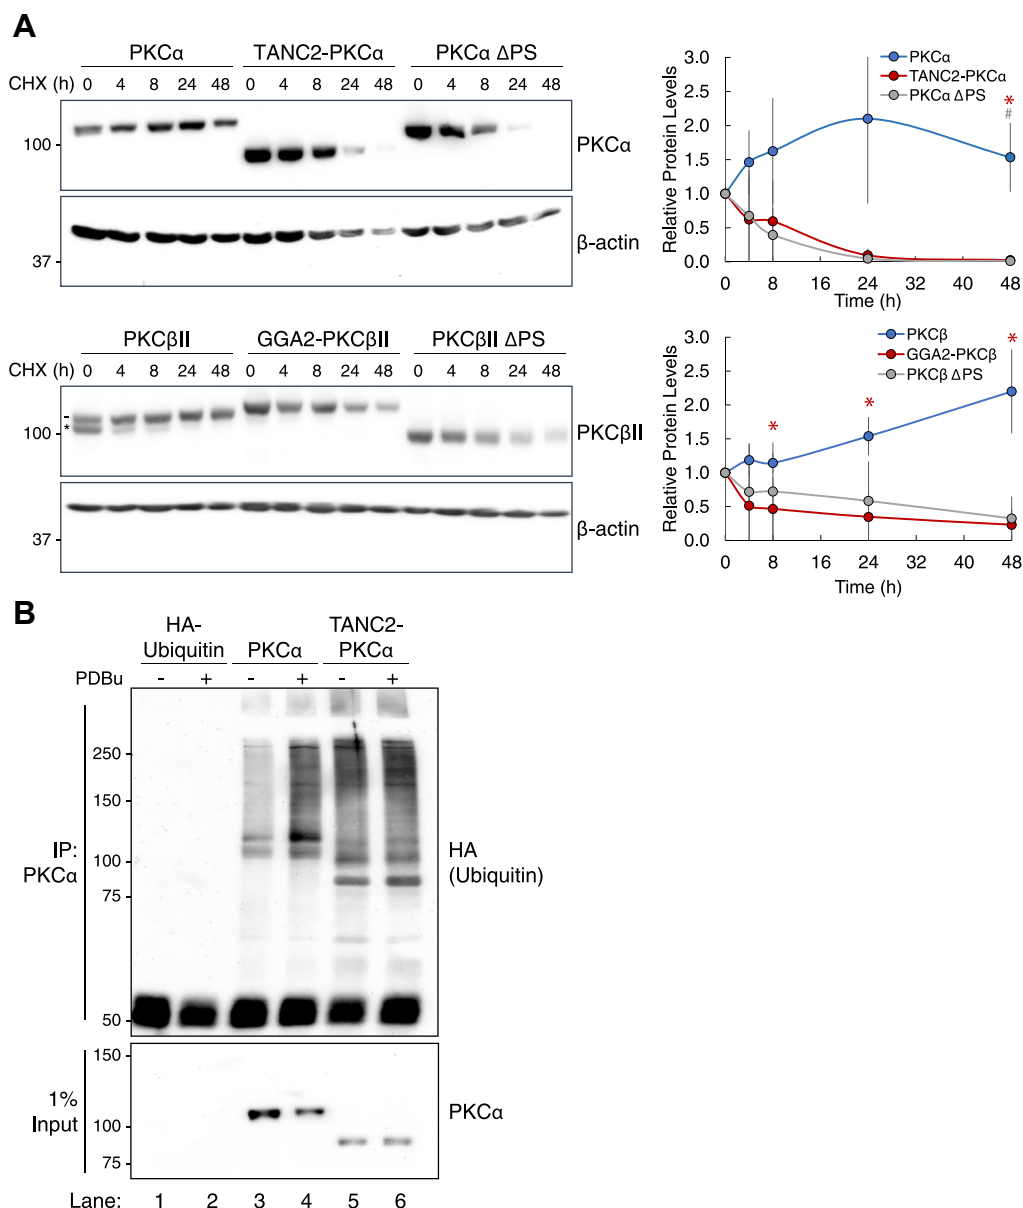 A
PKCα TANC2-PKCα PKCα ΔPS
CHX (h) 0 4 8 24 48 0 4 8 24 48 0 4 8 24 48
100
PKCα
β-actin
37
3.0
2.5
2.0
1.5
1.0
0.5
0.0
Relative Protein Levels
PKCα
TANC2-PKCα
PKCα ΔPS
*
#
0 8 16 24 32 40 48
Time (h)
PKCβII GGA2-PKCβII PKCβII ΔPS
CHX (h) 0 4 8 24 48 0 4 8 24 48 0 4 8 24 48
-
*
100
PKCβII
β-actin
37
3.0
2.5
2.0
1.5
1.0
0.5
0.0
Relative Protein Levels
PKCβ
GGA2-PKCβ
PKCβ ΔPS
* * *
0 8 16 24 32 40 48
Time (h)
B
HA-
Ubiquitin
PKCα
TANC2-
PKCα
PDBu - + - + - +
250
150
100
75
50
IP:
PKCα
HA
(Ubiquitin)
150
100
75
1%
Input
PKCα
Lane: 1 2 3 4 5 6